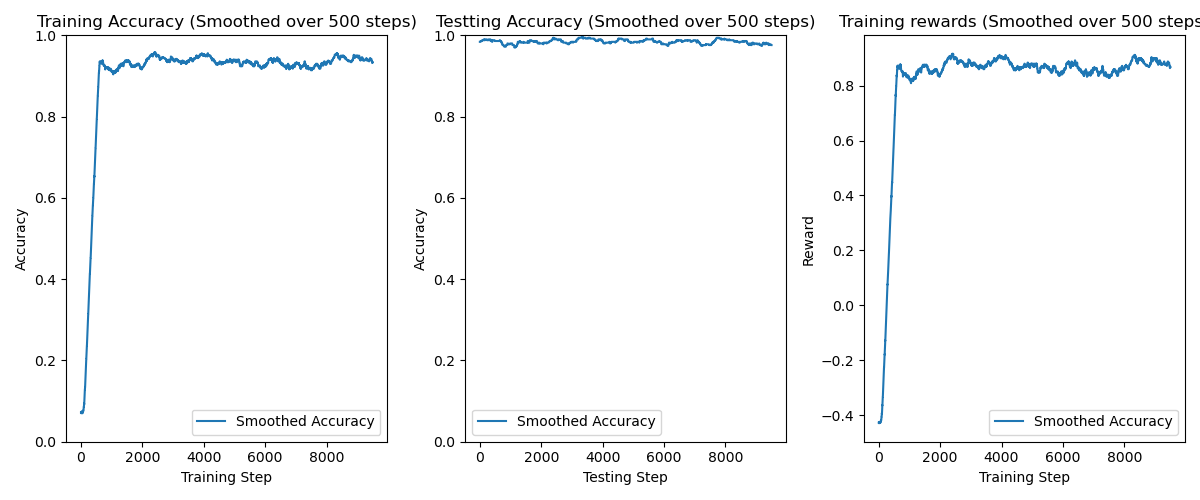 Training Accuracy (Smoothed over 500 steps)
1.0
0.8
0.6
0.4
0.2
0.0
Accuracy
0 2000 4000 6000 8000
Training Step
Smoothed Accuracy
Testting Accuracy (Smoothed over 500 steps)
1.0
0.8
0.6
0.4
0.2
0.0
Accuracy
0 2000 4000 6000 8000
Testing Step
Smoothed Accuracy
Training rewards (Smoothed over 500 steps
0.8
0.6
0.4
0.2
0.0
−0.2
−0.4
Reward
0 2000 4000 6000 8000
Training Step
Smoothed Accuracy